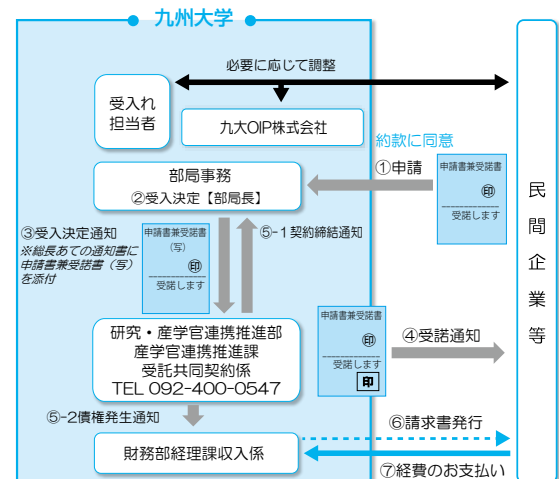 九州大学
必要に応じて調整
受入れ
担当者
九大OIP株式会社
約款に同意
①申請
申請書兼受諾書
㊞
受諾します
部局事務
②受入決定【部局長】
③受入決定通知
※総長あての通知書に
申請書兼受諾書（写）
を添付
申請書兼受諾書
（写）
㊞
受諾します
⑤-1契約締結通知
民間企業等
研究・産学官連携推進部
産学官連携推進課
受託共同契約係
TEL 092-400-0547
申請書兼受諾書
㊞
受諾します
印
④受諾通知
⑤-2債権発生通知
⑥請求書発行
財務部経理課収入係
⑦経費のお支払い